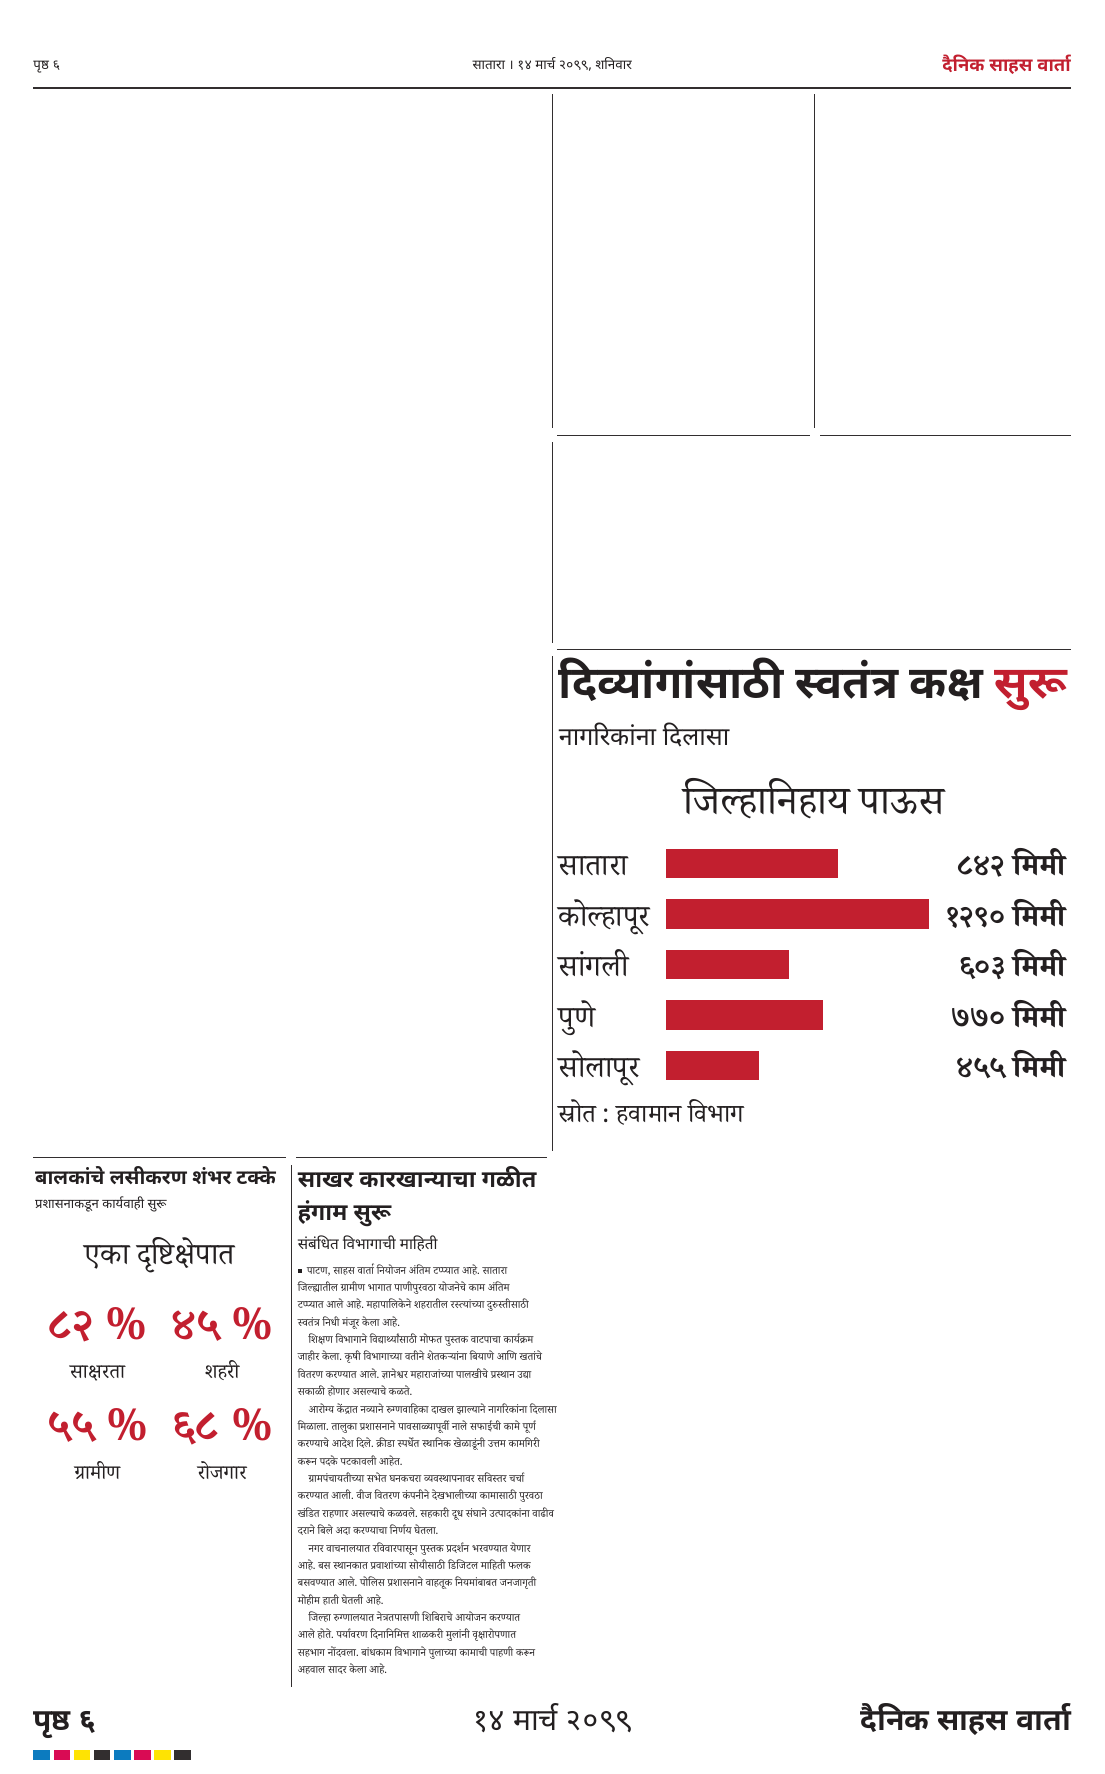 पृष्ठ ६
सातारा । १४ मार्च २०९९, शनिवार
दैनिक साहस वार्ता
दिव्यांगांसाठी स्वतंत्र कक्ष सुरू
नागरिकांना दिलासा
जिल्हानिहाय पाऊस
सातारा ८४२ मिमी
कोल्हापूर १२९० मिमी
सांगली ६०३ मिमी
पुणे ७७० मिमी
सोलापूर ४५५ मिमी
स्रोत : हवामान विभाग
बालकांचे लसीकरण शंभर टक्के
प्रशासनाकडून कार्यवाही सुरू
एका दृष्टिक्षेपात
८२ % ४५ %
साक्षरता शहरी
५५ % ६८ %
ग्रामीण रोजगार
साखर कारखान्याचा गळीत
हंगाम सुरू
संबंधित विभागाची माहिती
▪ पाटण, साहस वार्ता नियोजन अंतिम टप्प्यात आहे. सातारा
जिल्ह्यातील ग्रामीण भागात पाणीपुरवठा योजनेचे काम अंतिम
टप्प्यात आले आहे. महापालिकेने शहरातील रस्त्यांच्या दुरुस्तीसाठी
स्वतंत्र निधी मंजूर केला आहे.
शिक्षण विभागाने विद्यार्थ्यांसाठी मोफत पुस्तक वाटपाचा कार्यक्रम
जाहीर केला. कृषी विभागाच्या वतीने शेतकऱ्यांना बियाणे आणि खतांचे
वितरण करण्यात आले. ज्ञानेश्वर महाराजांच्या पालखीचे प्रस्थान उद्या
सकाळी होणार असल्याचे कळते.
आरोग्य केंद्रात नव्याने रुग्णवाहिका दाखल झाल्याने नागरिकांना दिलासा
मिळाला. तालुका प्रशासनाने पावसाळ्यापूर्वी नाले सफाईची कामे पूर्ण
करण्याचे आदेश दिले. क्रीडा स्पर्धेत स्थानिक खेळाडूंनी उत्तम कामगिरी
करून पदके पटकावली आहेत.
ग्रामपंचायतीच्या सभेत घनकचरा व्यवस्थापनावर सविस्तर चर्चा
करण्यात आली. वीज वितरण कंपनीने देखभालीच्या कामासाठी पुरवठा
खंडित राहणार असल्याचे कळवले. सहकारी दूध संघाने उत्पादकांना वाढीव
दराने बिले अदा करण्याचा निर्णय घेतला.
नगर वाचनालयात रविवारपासून पुस्तक प्रदर्शन भरवण्यात येणार
आहे. बस स्थानकात प्रवाशांच्या सोयीसाठी डिजिटल माहिती फलक
बसवण्यात आले. पोलिस प्रशासनाने वाहतूक नियमांबाबत जनजागृती
मोहीम हाती घेतली आहे.
जिल्हा रुग्णालयात नेत्रतपासणी शिबिराचे आयोजन करण्यात
आले होते. पर्यावरण दिनानिमित्त शाळकरी मुलांनी वृक्षारोपणात
सहभाग नोंदवला. बांधकाम विभागाने पुलाच्या कामाची पाहणी करून
अहवाल सादर केला आहे.
पृष्ठ ६
१४ मार्च २०९९
दैनिक साहस वार्ता